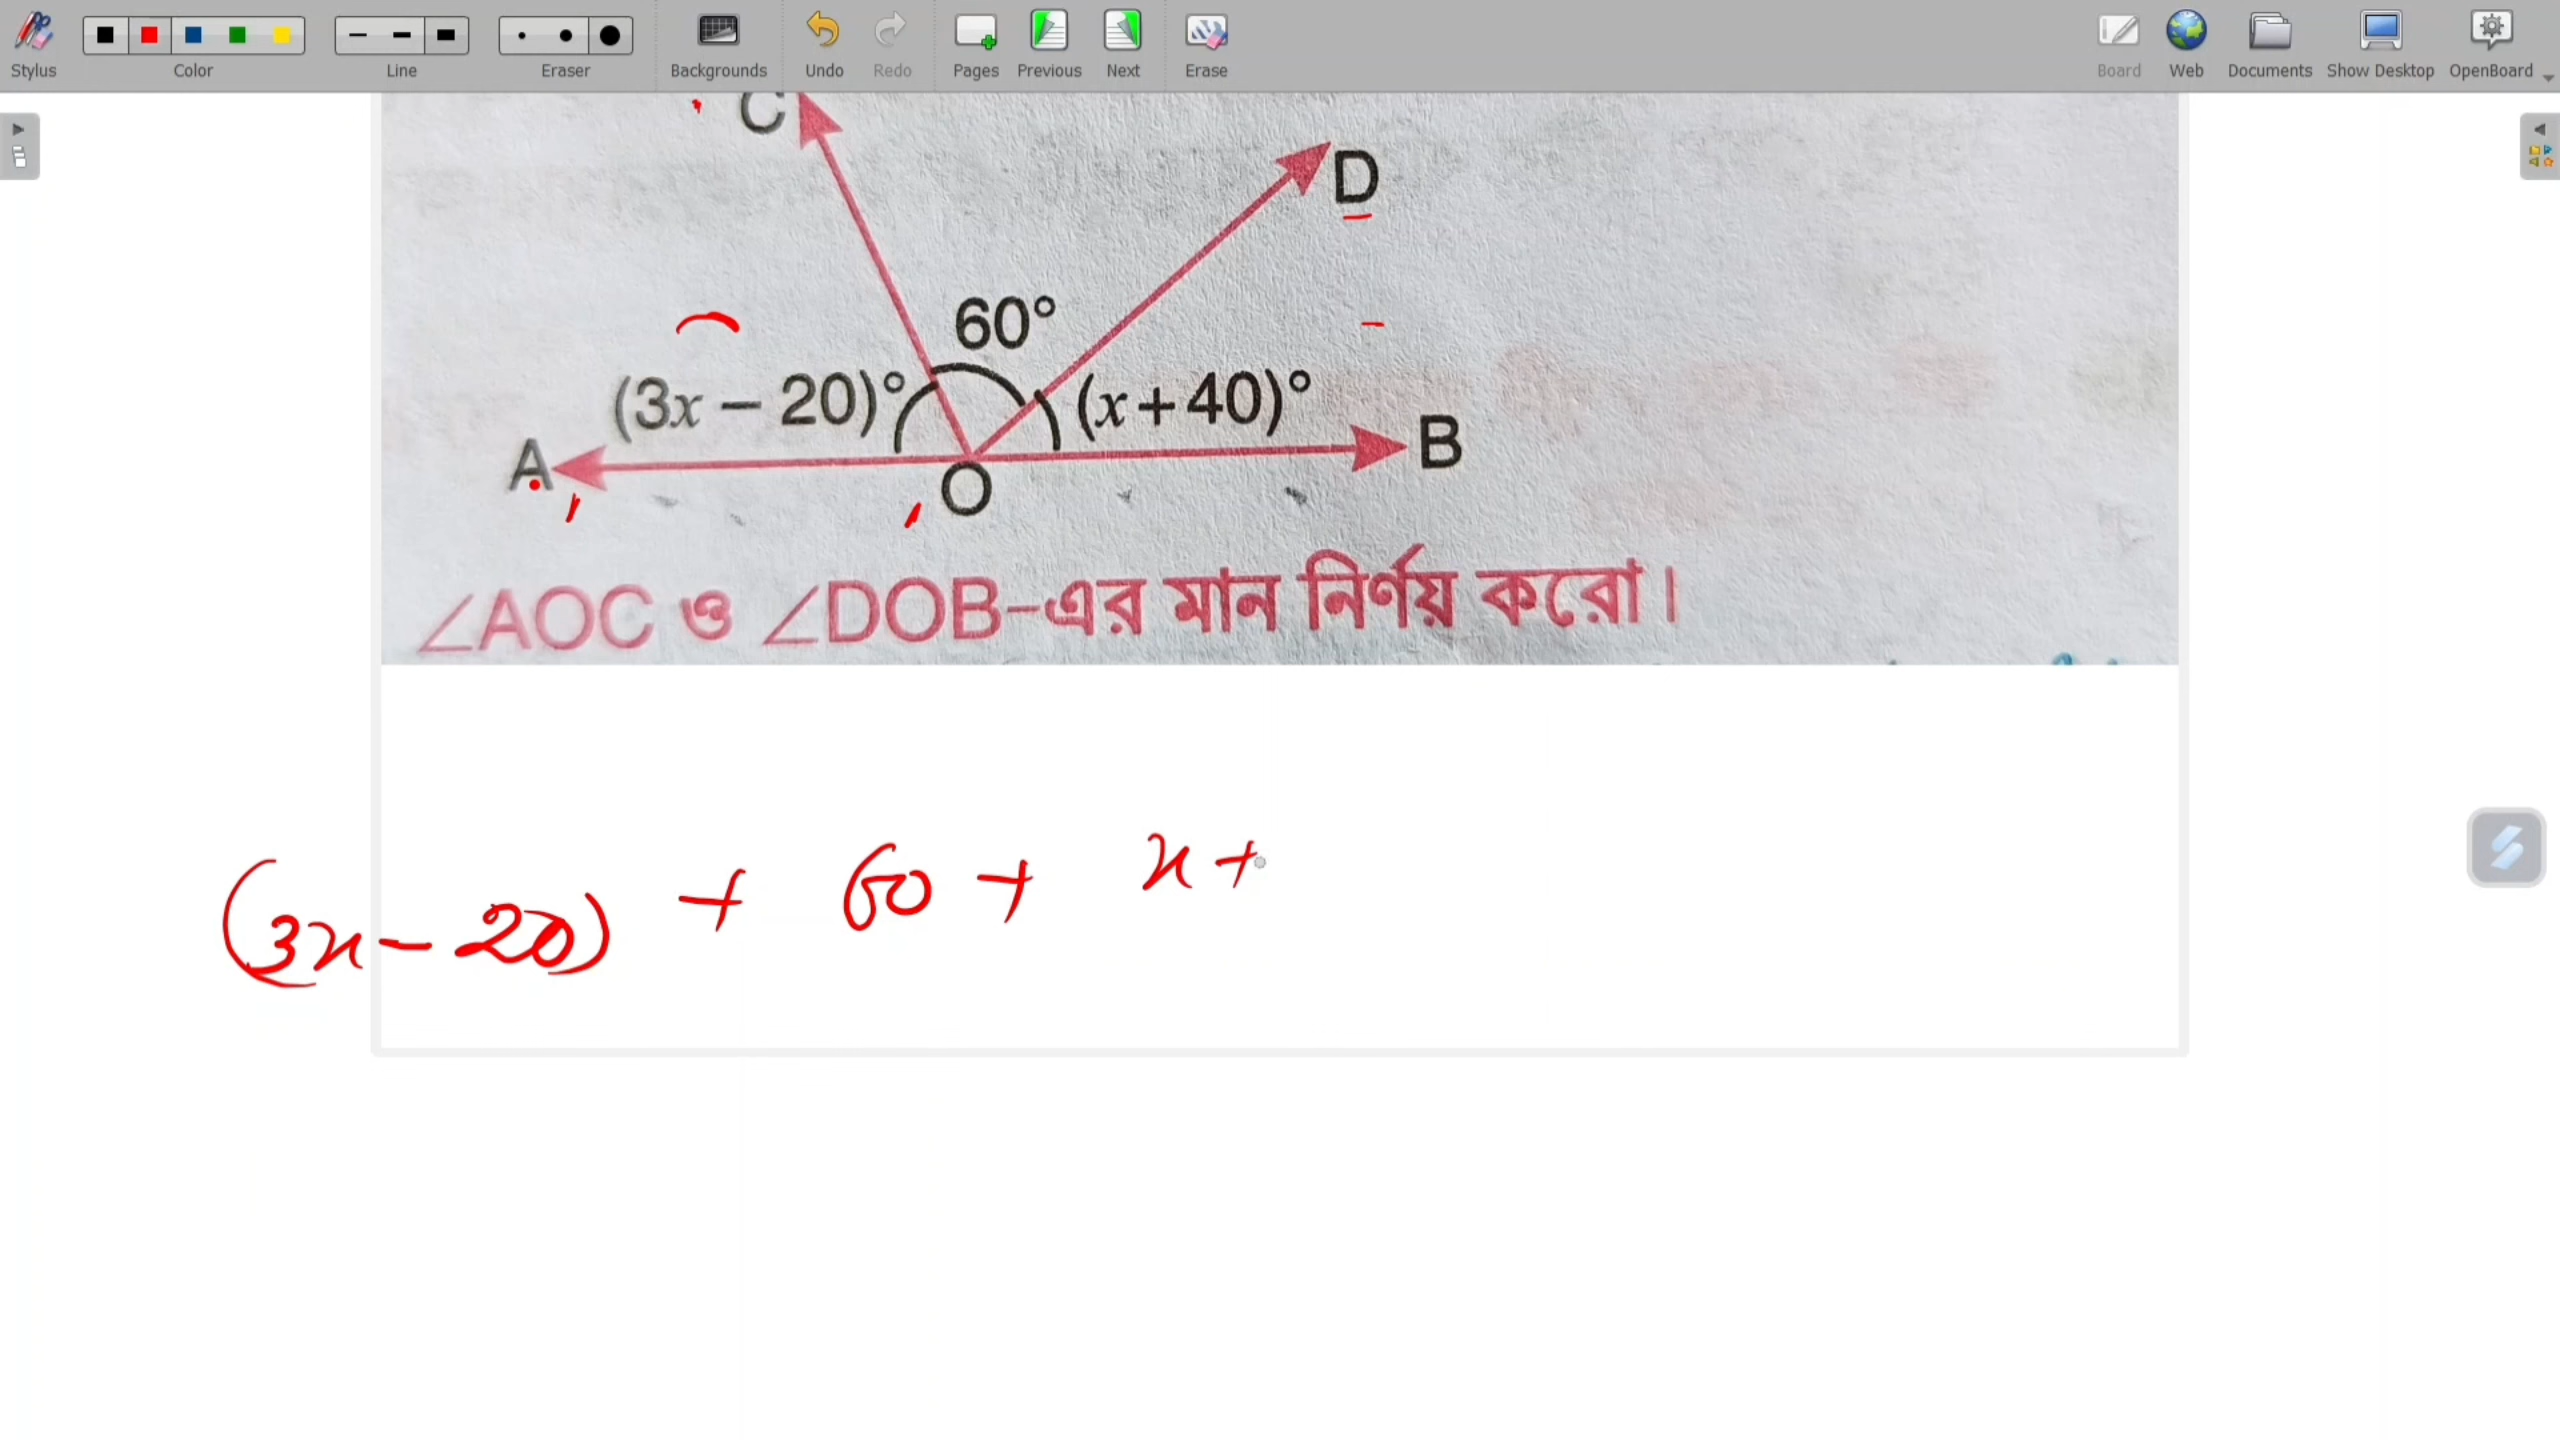 Stylus Color Line Eraser Backgrounds Undo Redo Pages Previous Next Erase Board Web Documents Show Desktop OpenBoard
C
D
60°
(3x – 20)° (x+40)°
A B
O
∠AOC ও ∠DOB-এর মান নির্ণয় করো।
(3x - 20) + 60 + x +